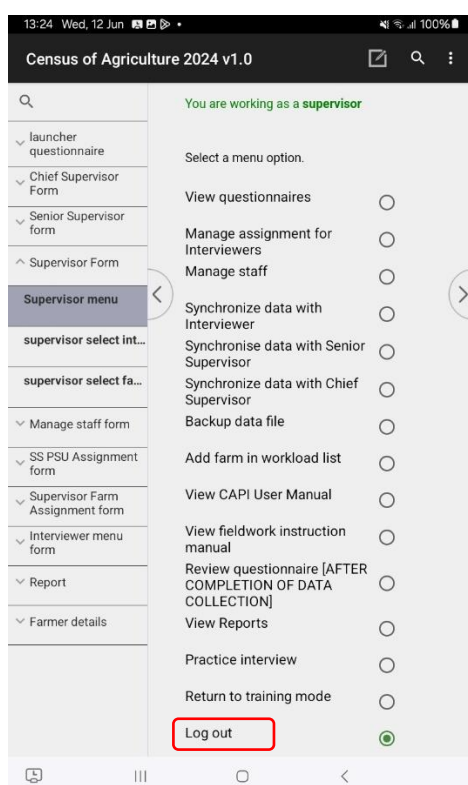 13:24 Wed, 12 Jun
100%
Census of Agriculture 2024 v1.0
launcher
questionnaire
Chief Supervisor
Form
Senior Supervisor
form
Supervisor Form
Supervisor menu
supervisor select int...
supervisor select fa...
Manage staff form
SS PSU Assignment
form
Supervisor Farm
Assignment form
Interviewer menu
form
Report
Farmer details
You are working as a supervisor
Select a menu option.
View questionnaires
Manage assignment for
Interviewers
Manage staff
Synchronize data with
Interviewer
Synchronise data with Senior
Supervisor
Synchronize data with Chief
Supervisor
Backup data file
Add farm in workload list
View CAPI User Manual
View fieldwork instruction
manual
Review questionnaire [AFTER
COMPLETION OF DATA
COLLECTION]
View Reports
Practice interview
Return to training mode
Log out